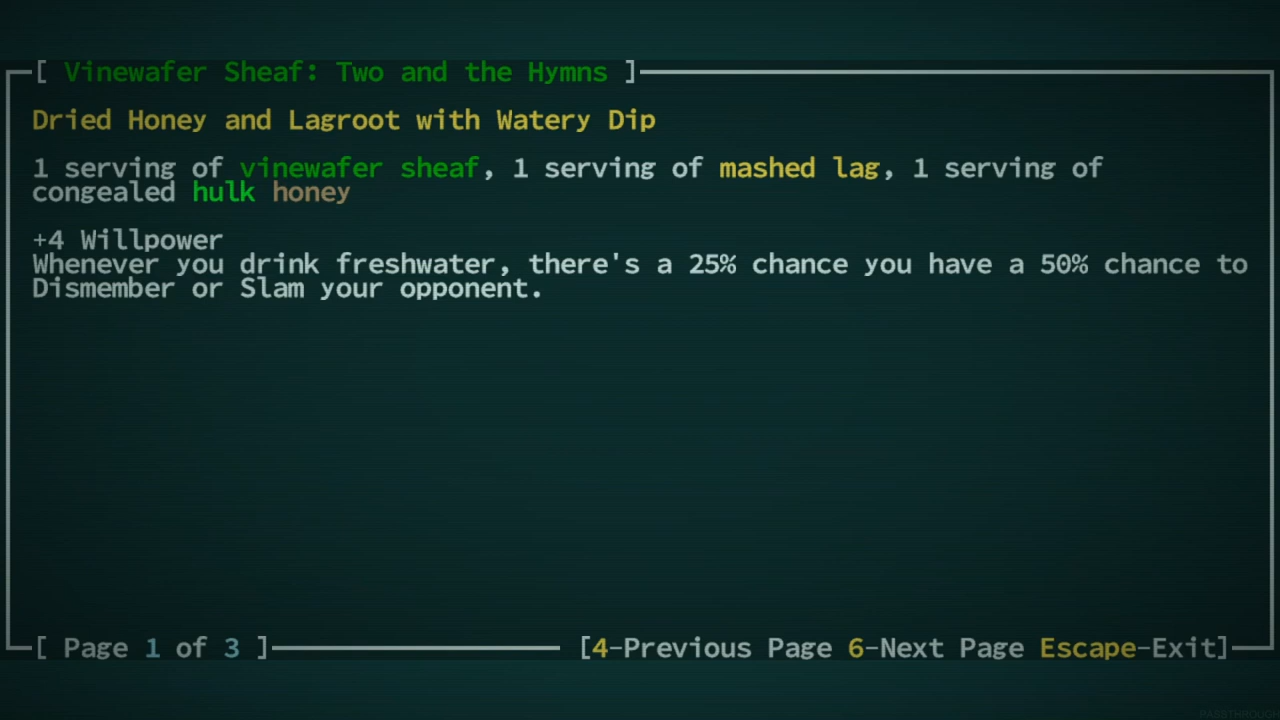 [ Vinewafer Sheaf: Two and the Hymns ]
Dried Honey and Lagroot with Watery Dip
1 serving of vinewafer sheaf, 1 serving of mashed lag, 1 serving of
congealed hulk honey
+4 Willpower
Whenever you drink freshwater, there's a 25% chance you have a 50% chance to
Dismember or Slam your opponent.
[ Page 1 of 3 ] [4-Previous Page 6-Next Page Escape-Exit]